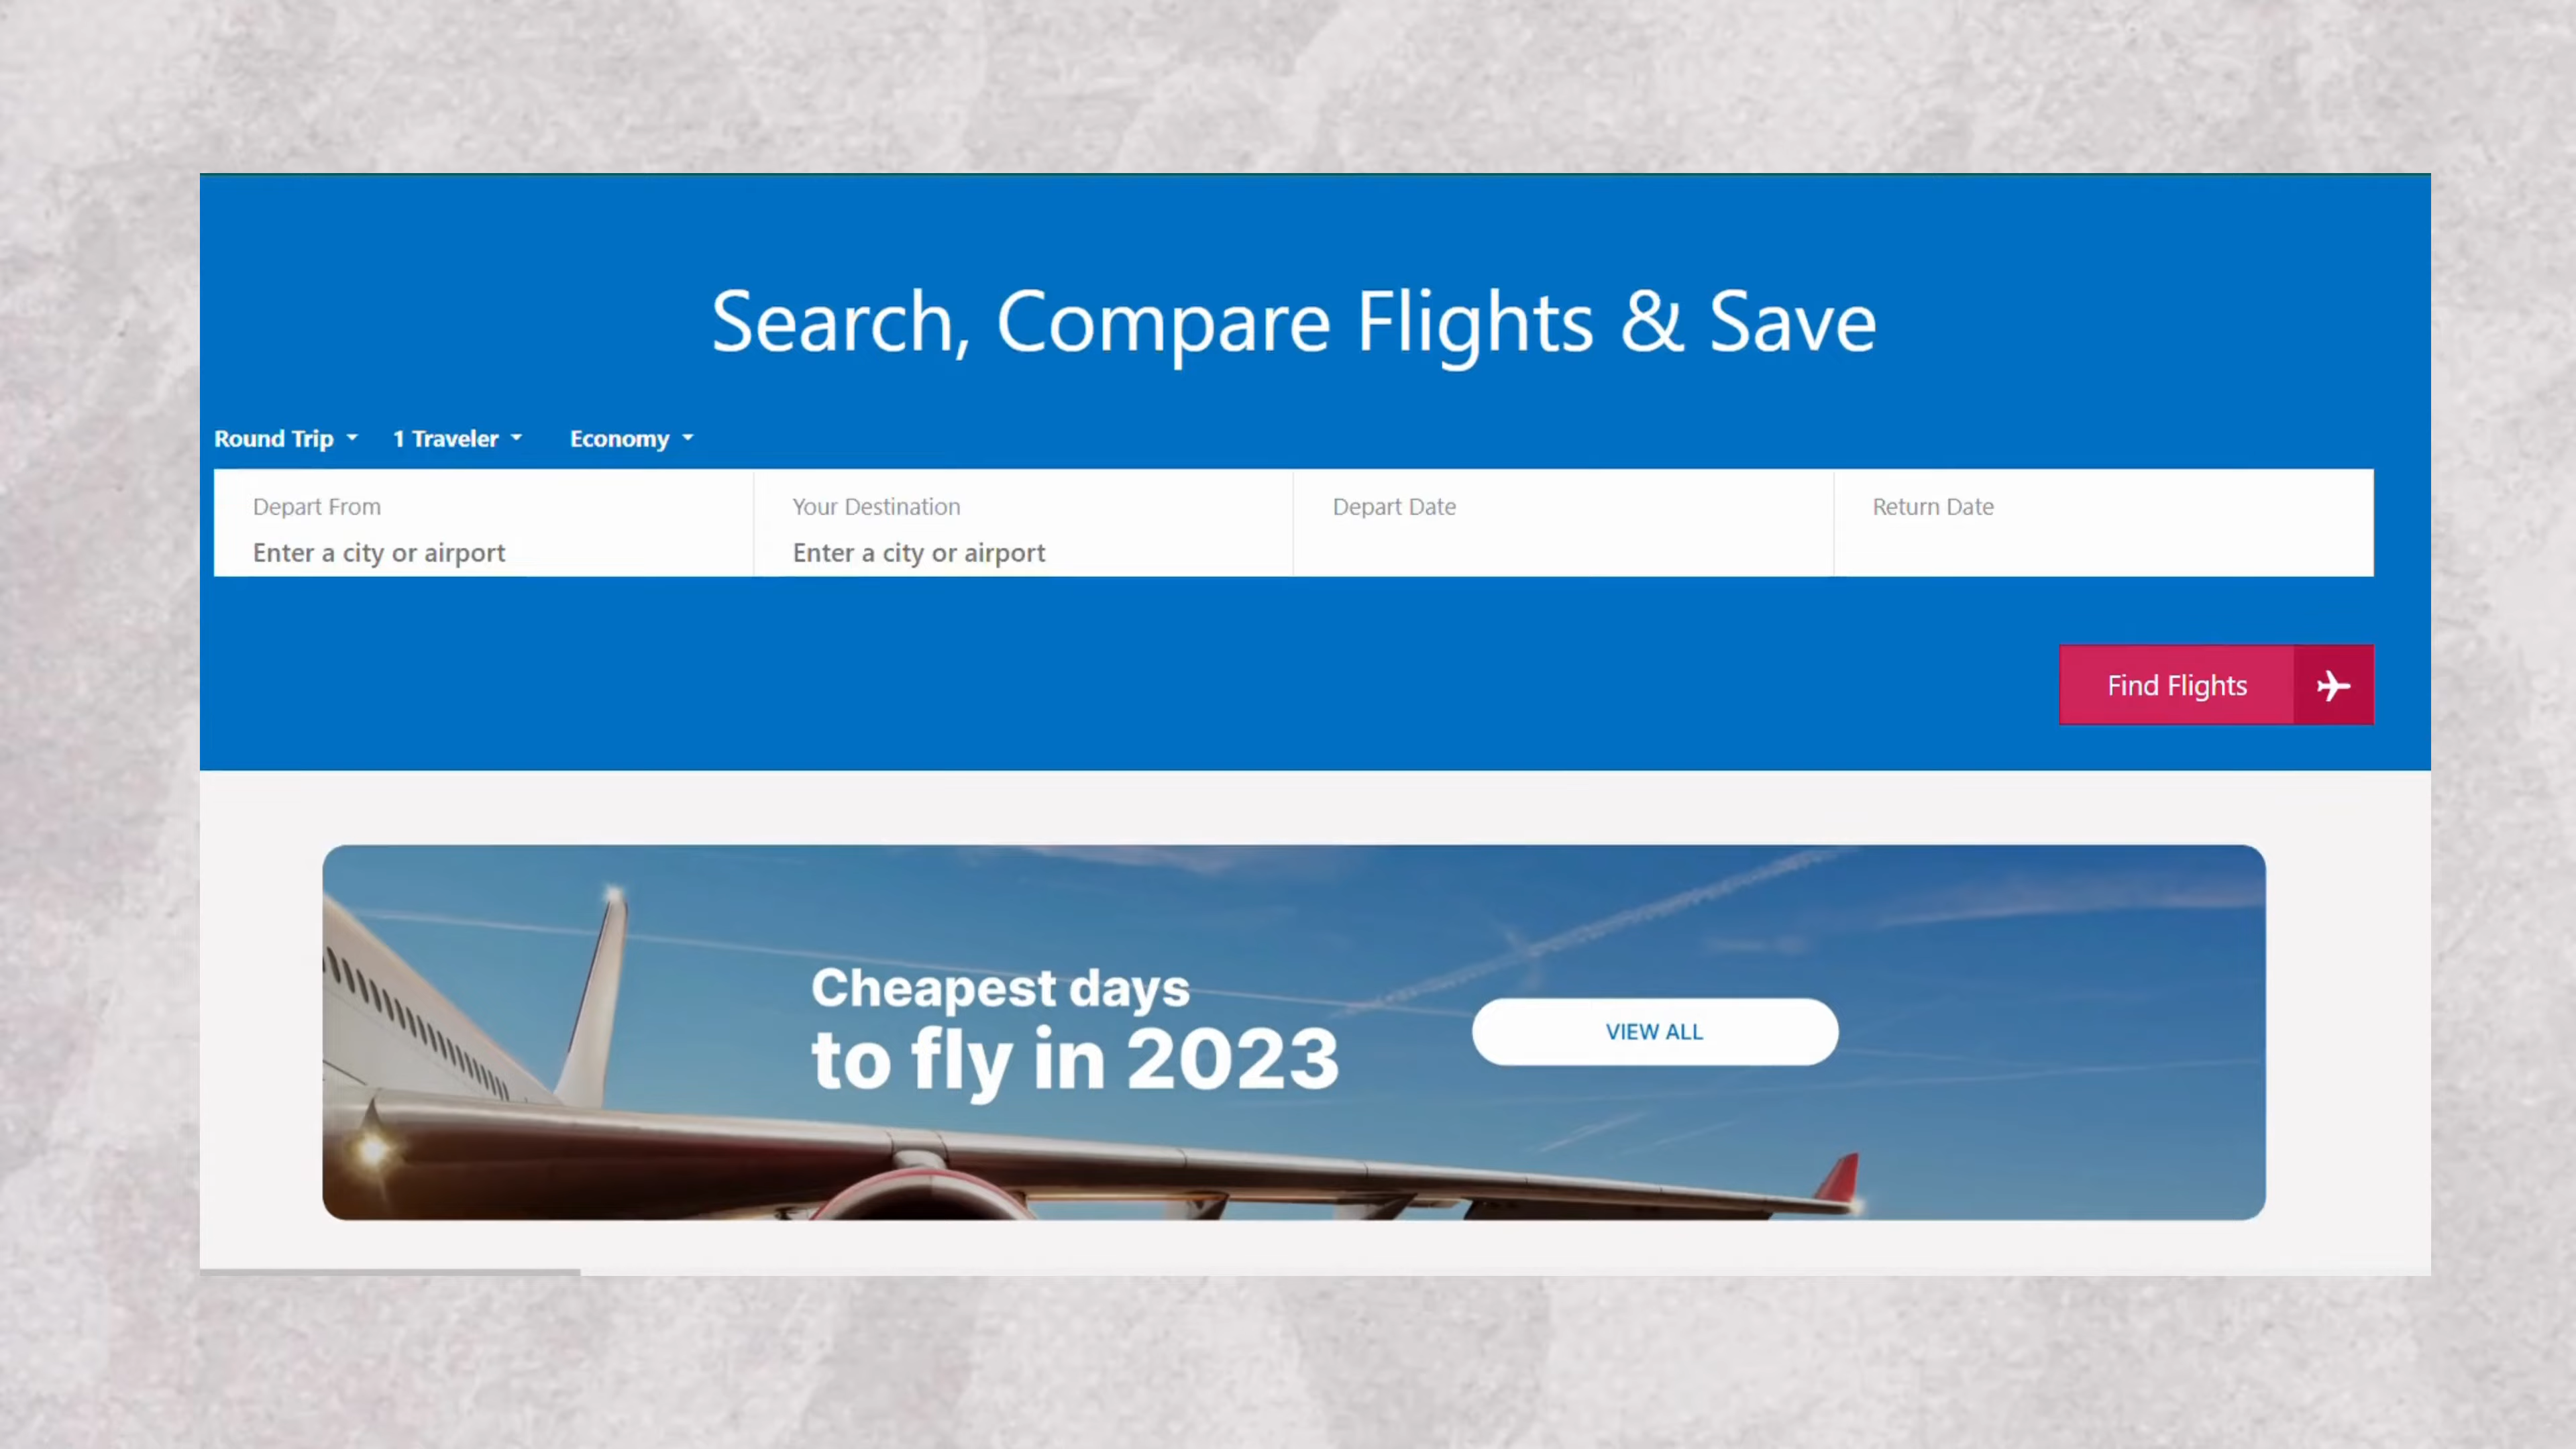 Search, Compare Flights & Save
Round Trip 1 Traveler Economy
Depart From Your Destination Depart Date Return Date
Enter a city or airport Enter a city or airport
Find Flights
Cheapest days
to fly in 2023
VIEW ALL